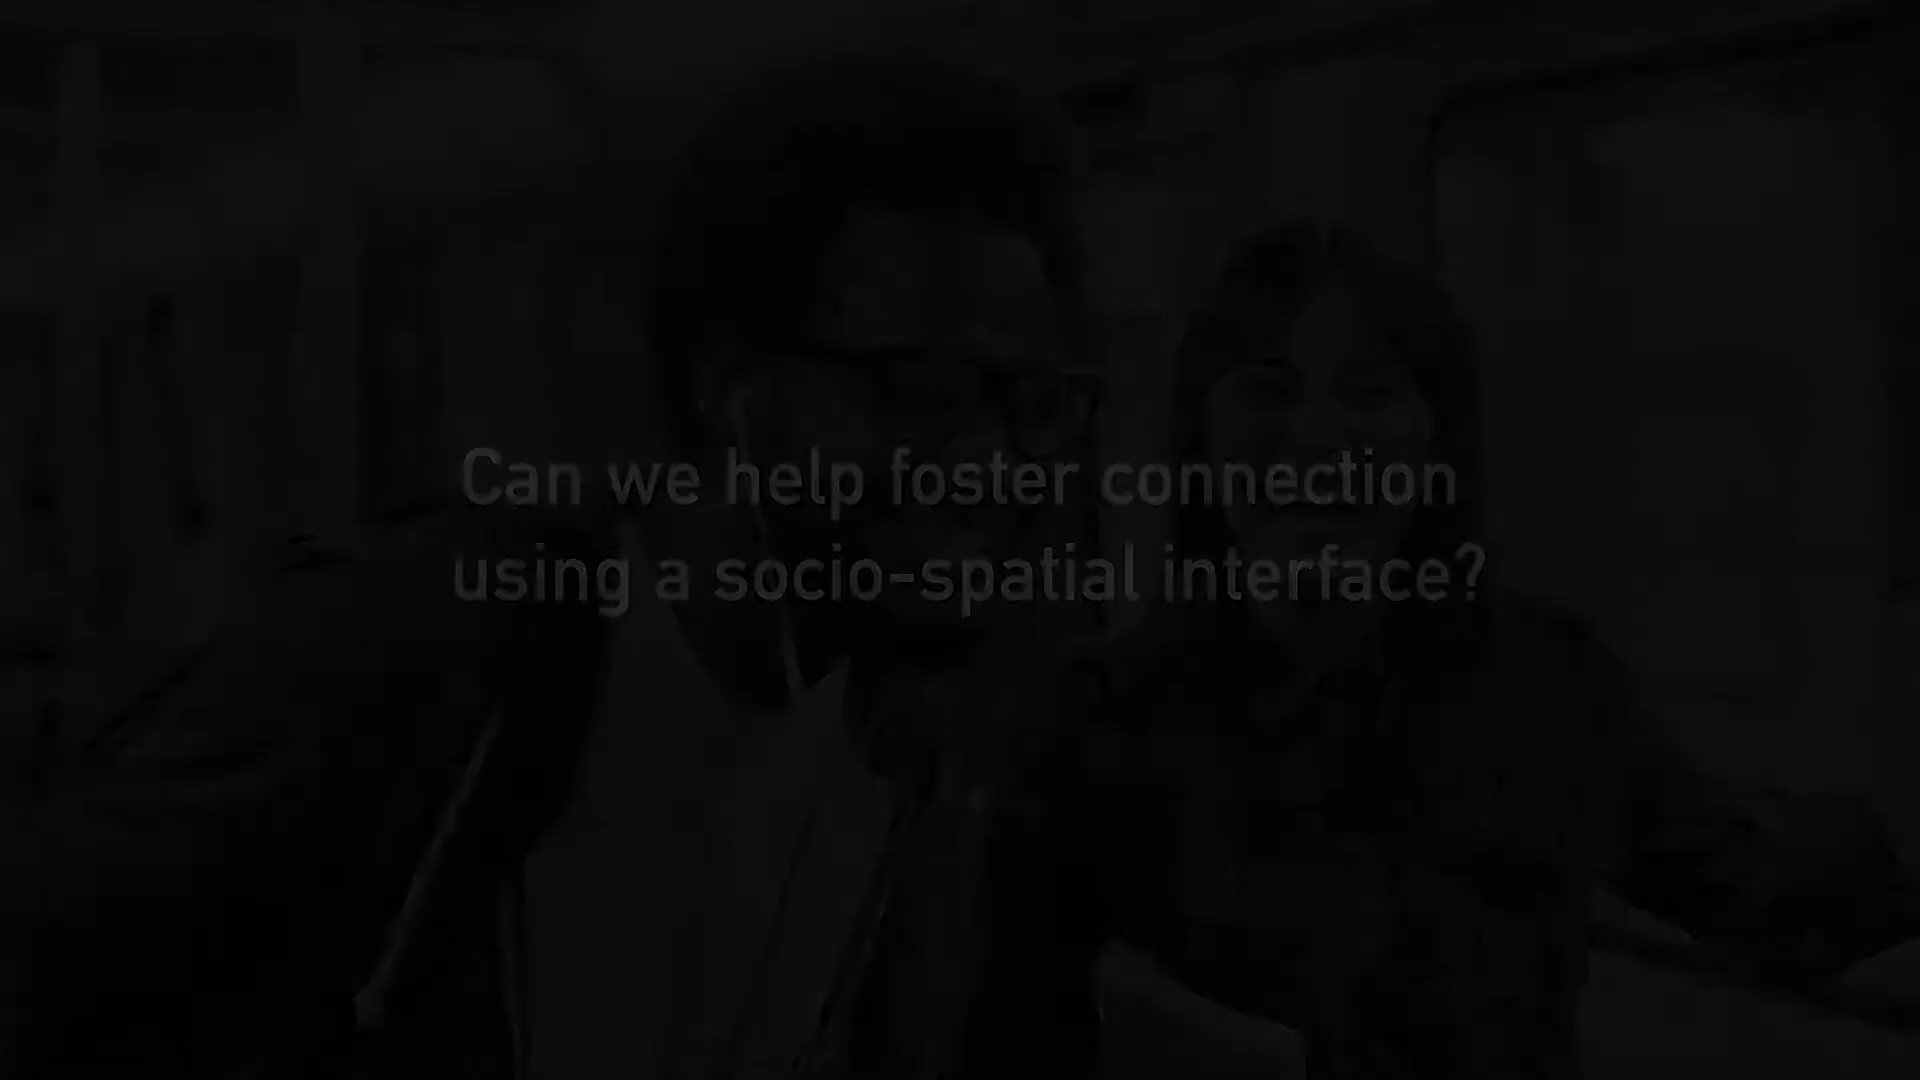 Can we help foster connection
using a socio-spatial interface?